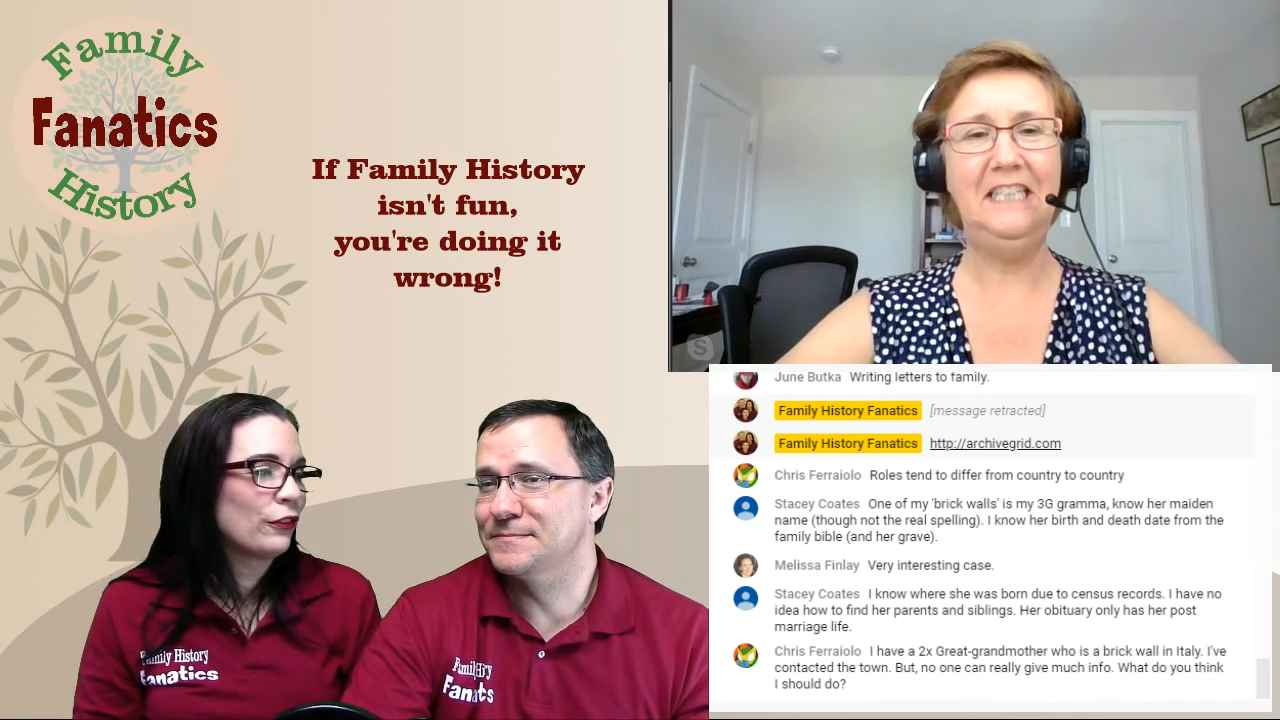 Family
Fanatics
History
If Family History
isn't fun,
you're doing it
wrong!
S
June Butka Writing letters to family.
Family History Fanatics [message retracted]
Family History Fanatics http://archivegrid.com
Chris Ferraiolo Roles tend to differ from country to country
Stacey Coates One of my 'brick walls' is my 3G gramma, know her maiden
name (though not the real spelling). I know her birth and death date from the
family bible (and her grave).
Melissa Finlay Very interesting case.
Stacey Coates I know where she was born due to census records. I have no
idea how to find her parents and siblings. Her obituary only has her post
marriage life.
Chris Ferraiolo I have a 2x Great-grandmother who is a brick wall in Italy. I've
contacted the town. But, no one can really give much info. What do you think
I should do?
Family History
Fanatics